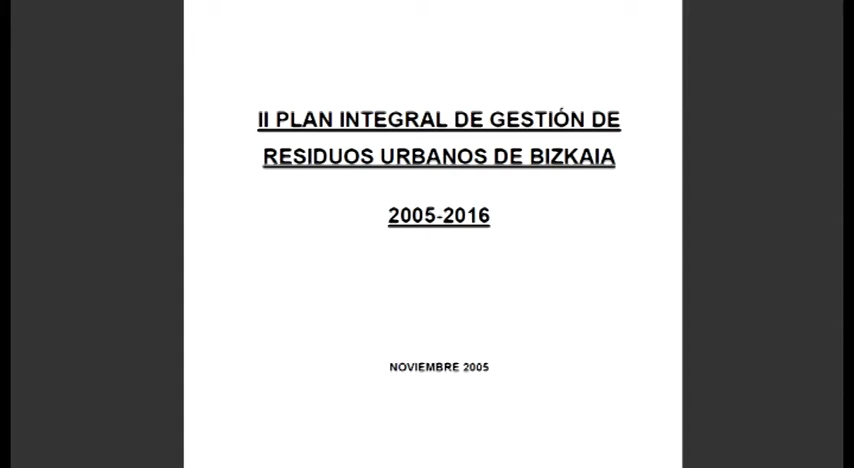 II PLAN INTEGRAL DE GESTIÓN DE
RESIDUOS URBANOS DE BIZKAIA
2005-2016
NOVIEMBRE 2005